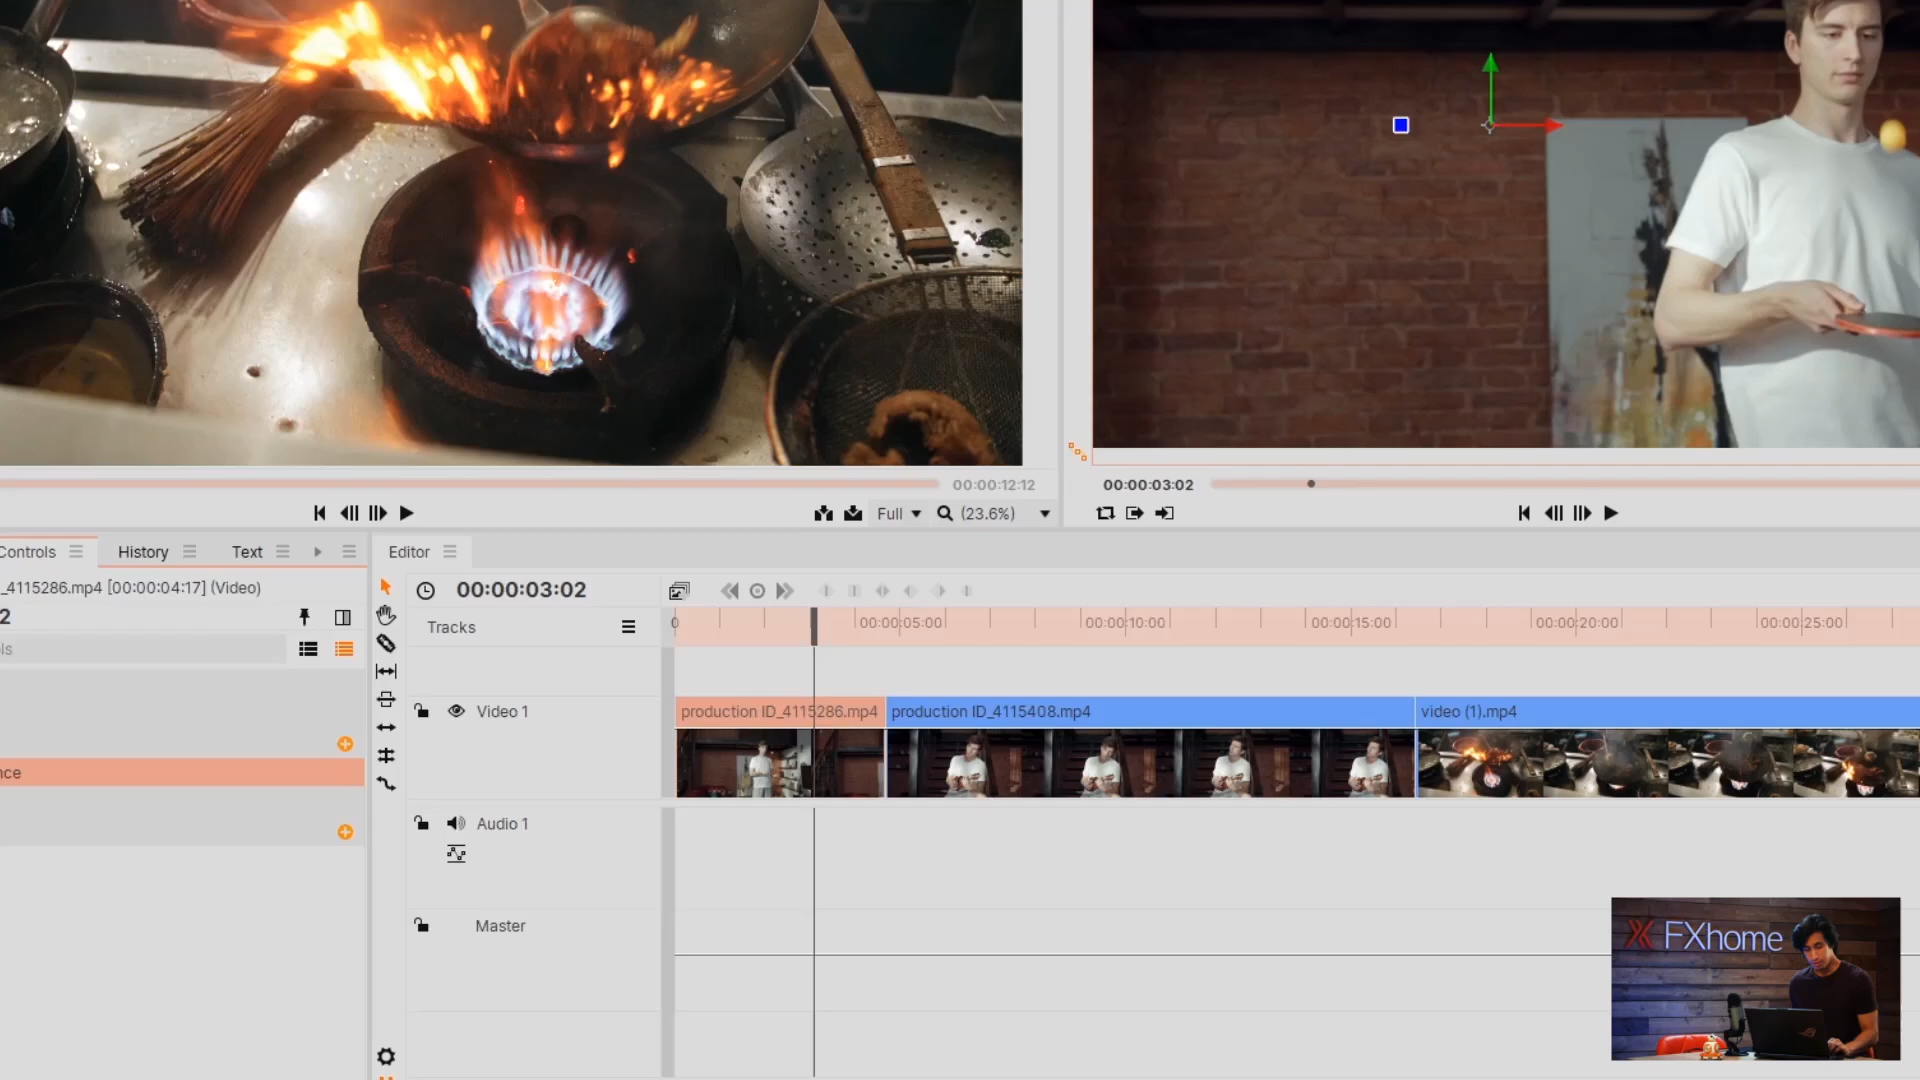 00:00:12:12
Full
(23.6%)
00:00:03:02
Controls
History
Text
Editor
_4115286.mp4 [00:00:04:17] (Video)
2
ls
nce
00:00:03:02
Tracks
0
00:00:05:00
00:00:10:00
00:00:15:00
00:00:20:00
00:00:25:00
Video 1
production ID_4115286.mp4
production ID_4115408.mp4
video (1).mp4
Audio 1
Master
FXhome